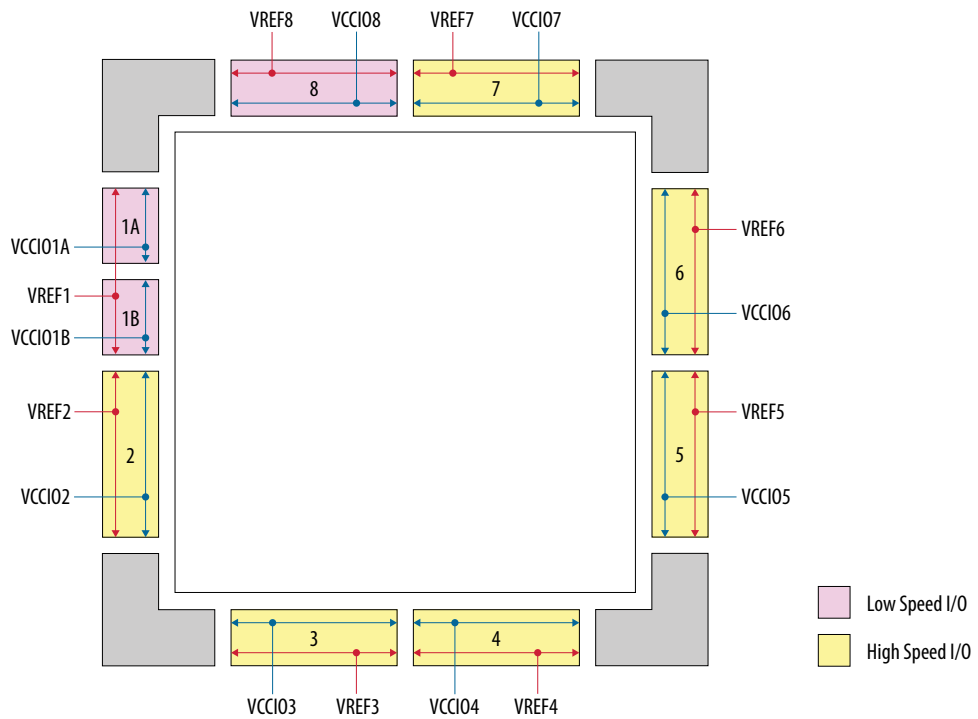 VREF8 VCCIO8 VREF7 VCCIO7
8 7
1A
VCCIO1A
VREF6
6
VREF1
1B
VCCIO6
VCCIO1B
VREF2
VREF5
2 5
VCCIO2
VCCIO5
Low Speed I/O
3 4
High Speed I/O
VCCIO3 VREF3 VCCIO4 VREF4